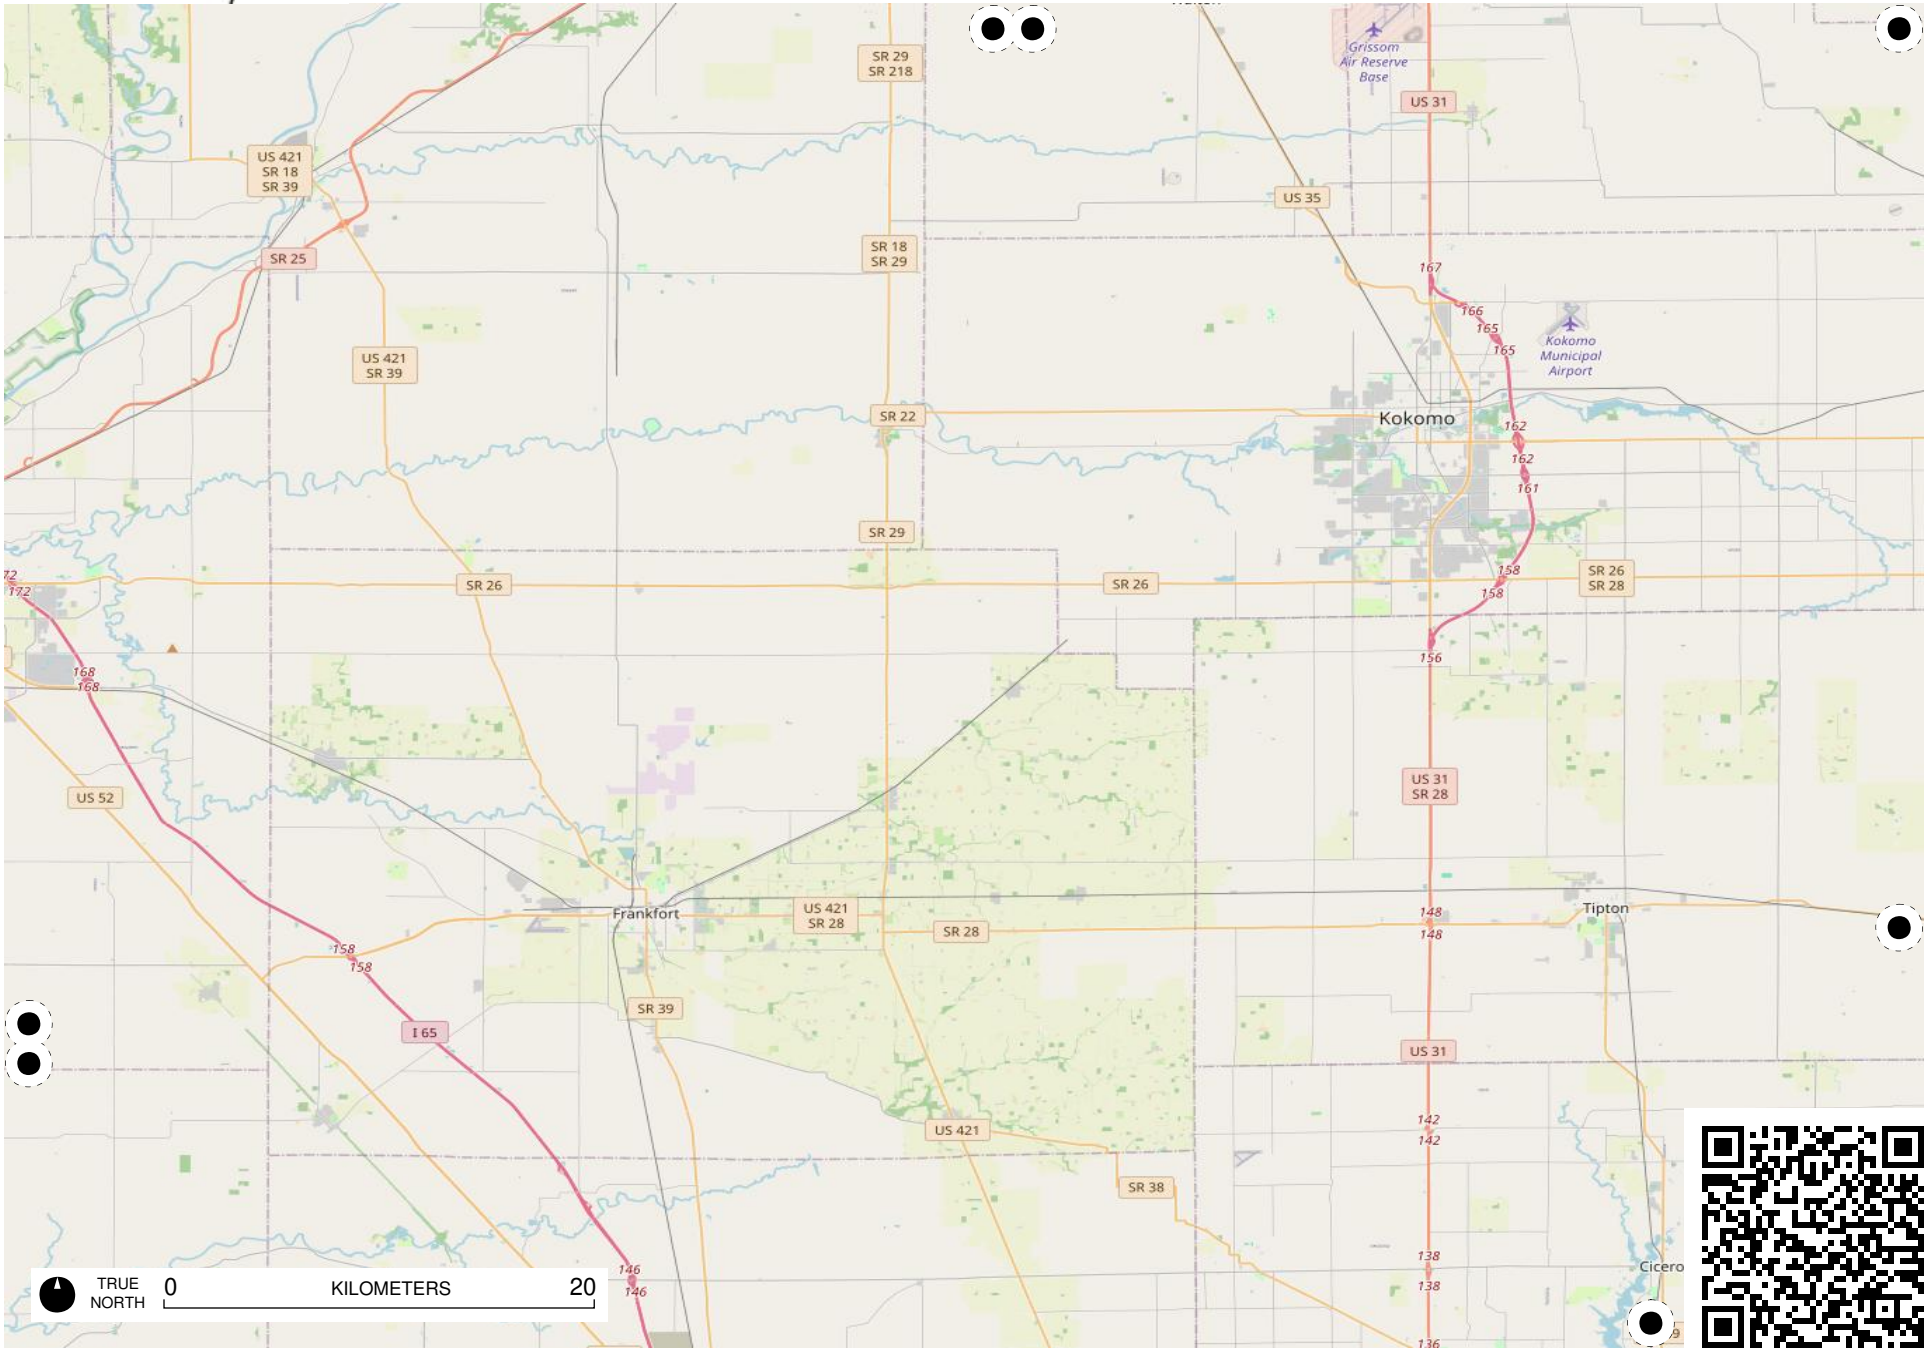 SR 29
SR 218
Grissom
Air Reserve
Base
US 31
US 421
SR 18
SR 39
US 35
SR 25
SR 18
SR 29
167
166
165
165
Kokomo
Municipal
Airport
US 421
SR 39
SR 22
Kokomo
162
162
161
SR 29
SR 26
SR 26
158
158
SR 26
SR 28
72
172
156
168
168
US 52
US 31
SR 28
Frankfort
US 421
SR 28
SR 28
148
148
Tipton
158
158
SR 39
I 65
US 31
US 421
142
142
SR 38
138
138
146
146
Cicero
136
TRUE
NORTH
0
KILOMETERS
20